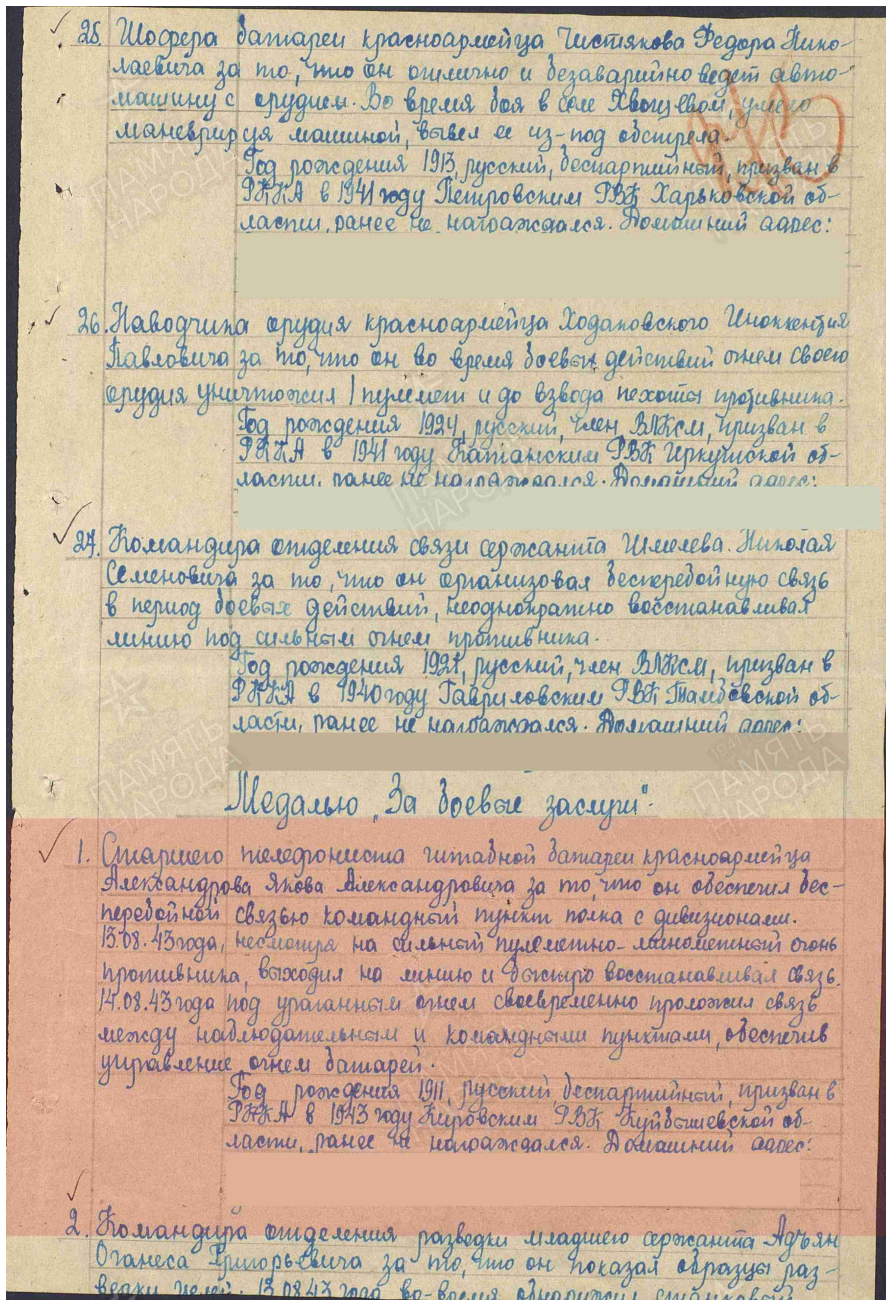 25. Шофера батареи красноармейца Чистякова Федора Нико-
лаевича за то, что он отлично и безаварийно ведет авто-
машину с орудием. Во время боя в селе Хвощевом, умело
маневрируя машиной, вывел ее из-под обстрела.
Год рождения 1913, русский, беспартийный, призван в
РККА в 1941 году Петровским РВК Харьковской об-
ласти, ранее не награждался. Домашний адрес:
26. Наводчика орудия красноармейца Ходаковского Иннокентия
Павловича за то, что он во время боевых действий огнем своего
орудия уничтожил 1 пулемет и до взвода пехоты противника.
Год рождения 1924, русский, член ВЛКСМ, призван в
РККА в 1941 году Катанским РВК Иркутской об-
ласти, ранее не награждался. Домашний адрес:
27. Командира отделения связи сержанта Шмелева Николая
Семеновича за то, что он организовал бесперебойную связь
в период боевых действий, неоднократно восстанавливал
линию под сильным огнем противника.
Год рождения 1921, русский, член ВЛКСМ, призван в
РККА в 1940 году Гавриловским РВК Тамбовской об-
ласти, ранее не награждался. Домашний адрес:
Медалью „За боевые заслуги".
1. Старшего телефониста штабной батареи красноармейца
Александрова Якова Александровича за то, что он обеспечил бес-
перебойной связью командный пункт полка с дивизионами.
13.08.43 года, несмотря на сильный пулеметно-минометный огонь
противника, выходил на линию и быстро восстанавливал связь.
14.08.43 года под ураганным огнем своевременно проложил связь
между наблюдательным и командными пунктами, обеспечив
управление огнем батарей.
Год рождения 1911, русский, беспартийный, призван в
РККА в 1943 году Кировским РВК Куйбышевской об-
ласти, ранее не награждался. Домашний адрес:
2. Командира отделения разведки младшего сержанта Адъян
Оганеса Григорьевича за то, что он показал образцы раз-
ведки целей. 13.08.43 года во-время обнаружил станковый
ПАМЯТЬ
НАРОДА